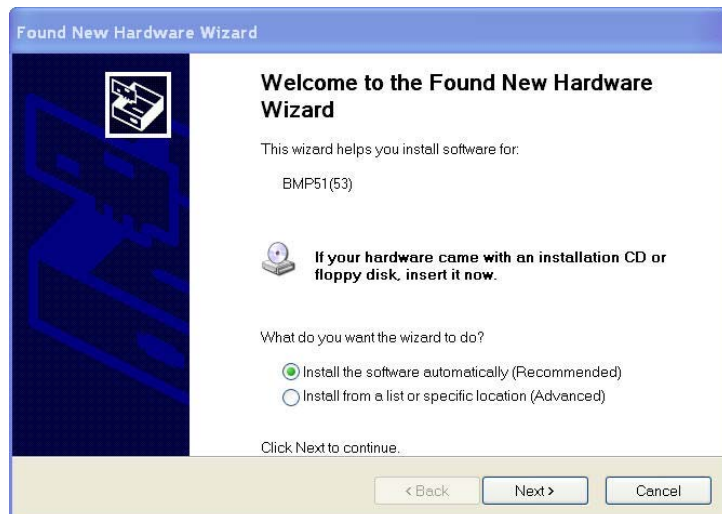 Found New Hardware Wizard
Welcome to the Found New Hardware
Wizard
This wizard helps you install software for:
BMP51(53)
If your hardware came with an installation CD or
floppy disk, insert it now.
What do you want the wizard to do?
Install the software automatically (Recommended)
Install from a list or specific location (Advanced)
Click Next to continue.
< Back Next > Cancel